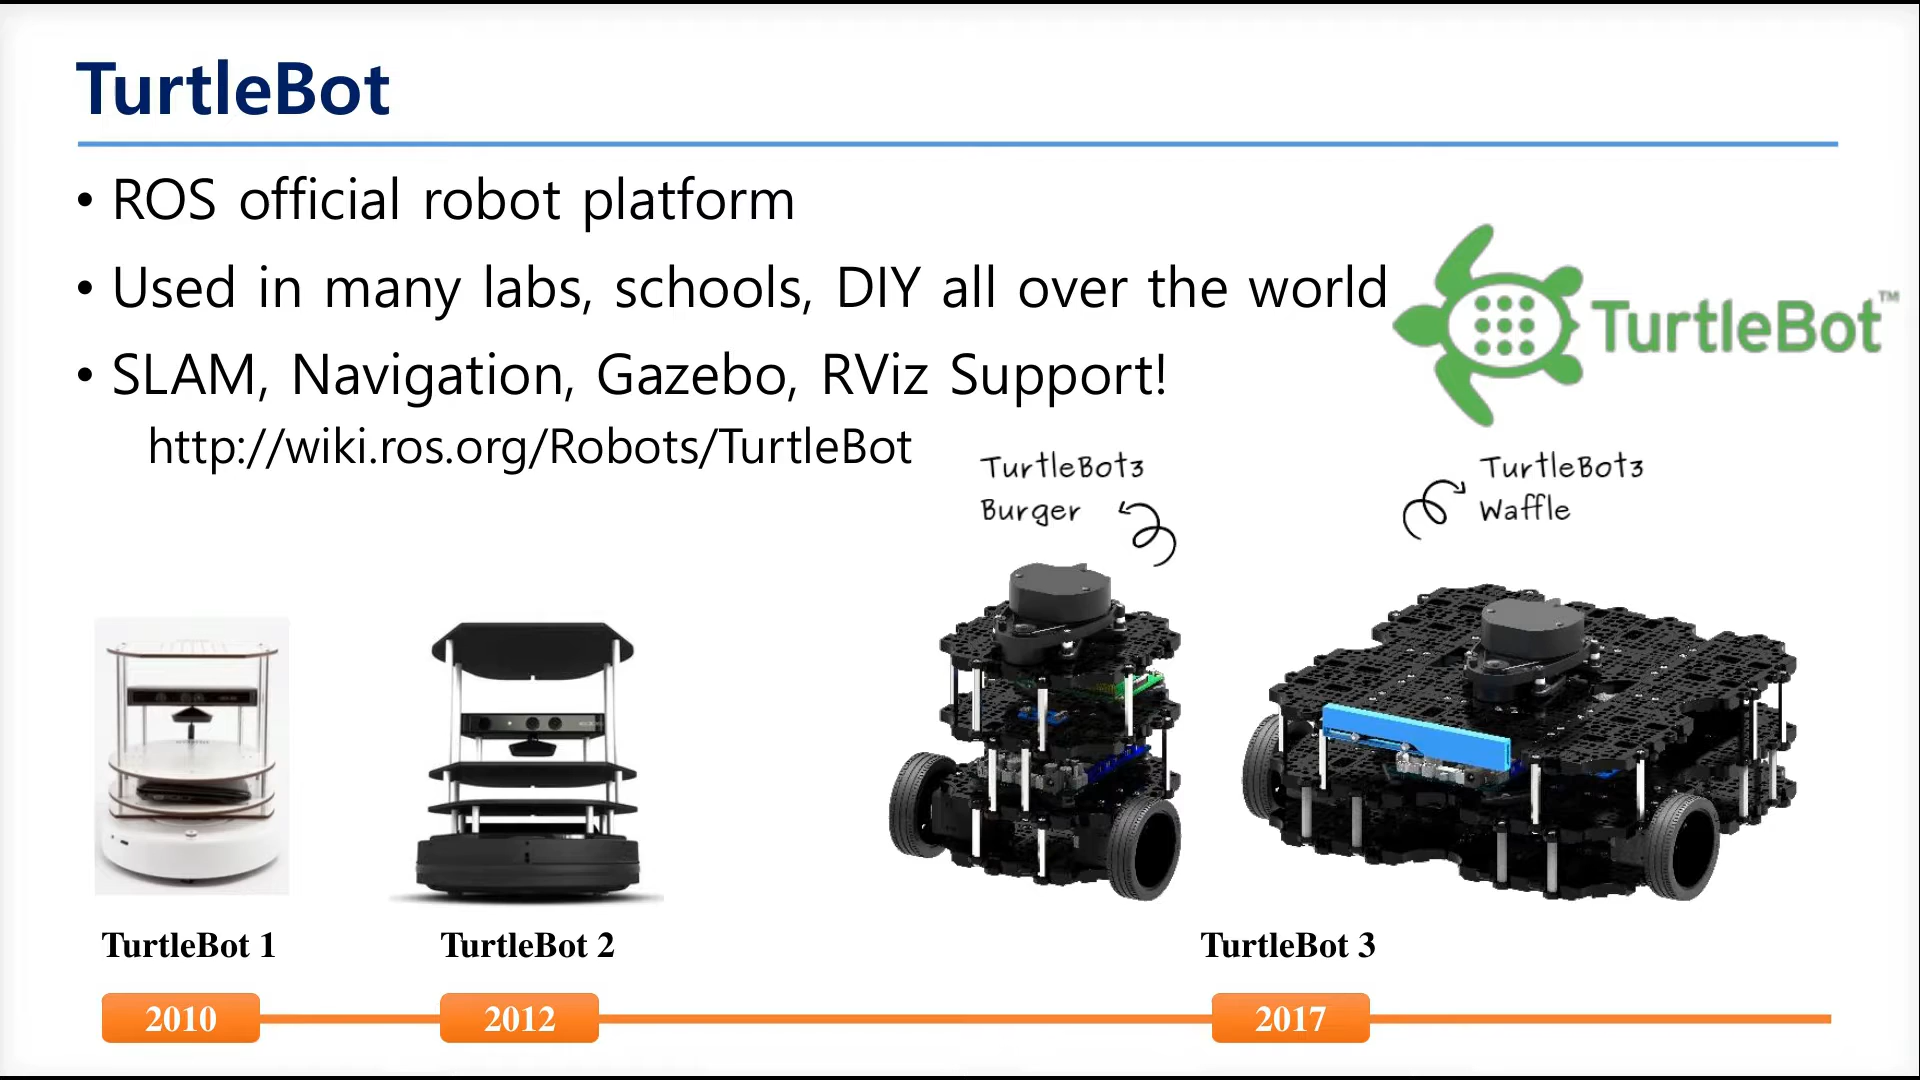 TurtleBot
• ROS official robot platform
• Used in many labs, schools, DIY all over the world
• SLAM, Navigation, Gazebo, RViz Support!
http://wiki.ros.org/Robots/TurtleBot
TurtleBot™
TurtleBot3
Burger
TurtleBot3
Waffle
TurtleBot 1
TurtleBot 2
TurtleBot 3
2010
2012
2017